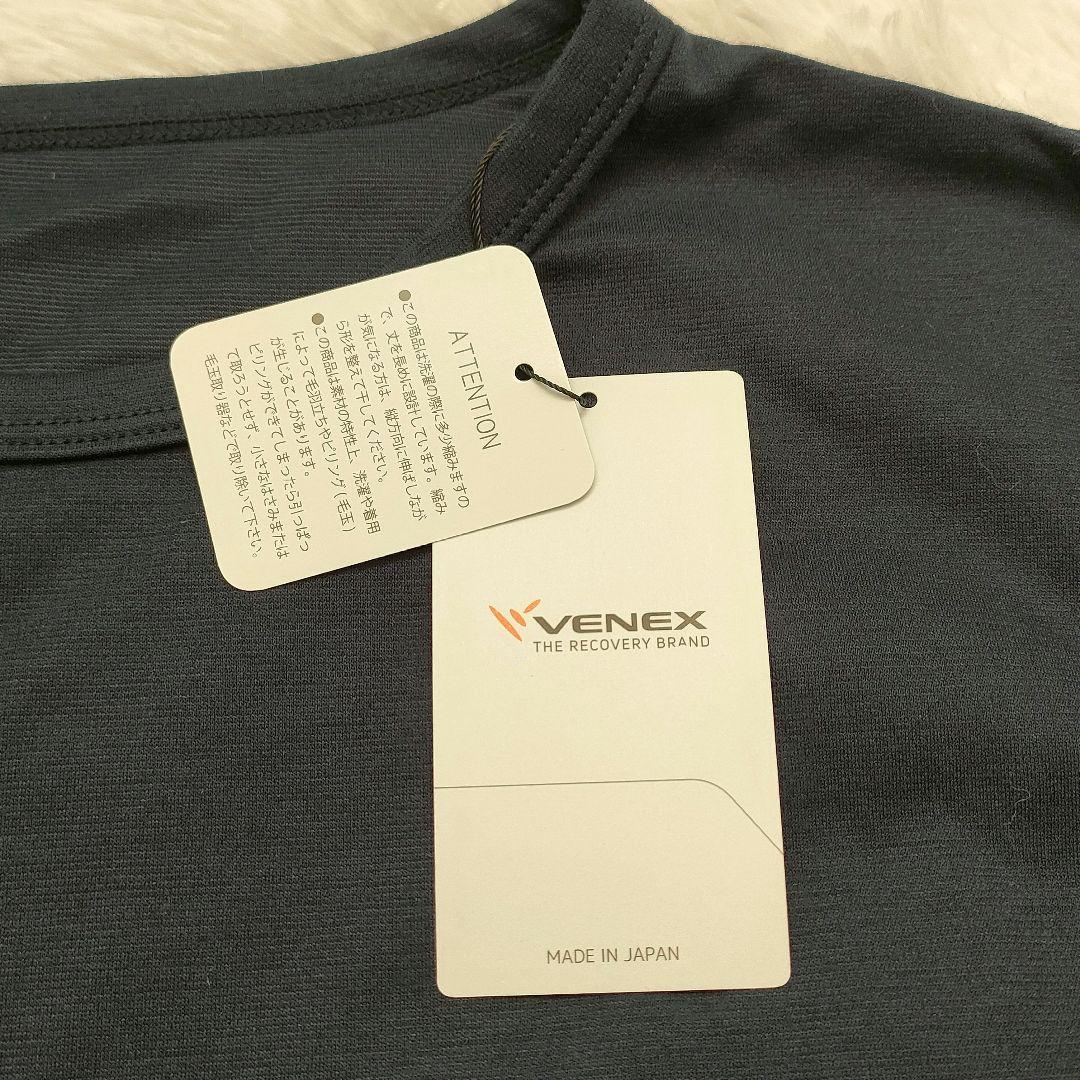 ATTENTION
●この商品は洗濯の際に多少縮みますの
で、丈を長めに設計しています。縮み
が気になる方は、縦方向に伸ばしなが
ら形を整えて干してください。
●この商品は素材の特性上、洗濯や着用
によって毛羽立ちやピリング(毛玉)
が生じることがあります。
ピリングができてしまったら引っぱっ
て取ろうとせず、小さなはさみまたは
毛玉取り器などで取り除いて下さい。
VENEX
THE RECOVERY BRAND
MADE IN JAPAN